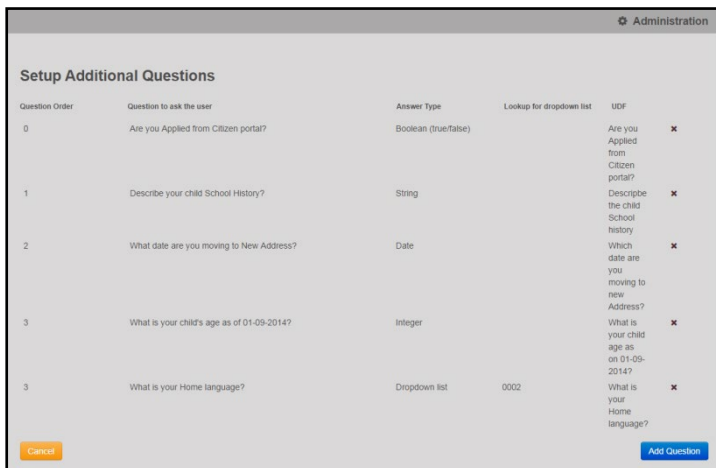 Administration
Setup Additional Questions
Question Order Question to ask the user Answer Type Lookup for dropdown list UDF
0 Are you Applied from Citizen portal? Boolean (true/false) Are you
Applied
from
Citizen
portal?
1 Describe your child School History? String Descripbe
the child
School
history
2 What date are you moving to New Address? Date Which
date are
you
moving to
new
Address?
3 What is your child's age as of 01-09-2014? Integer What is
your child
age as
on 01-09-
2014?
3 What is your Home language? Dropdown list 0002 What is
your
Home
language?
Cancel Add Question